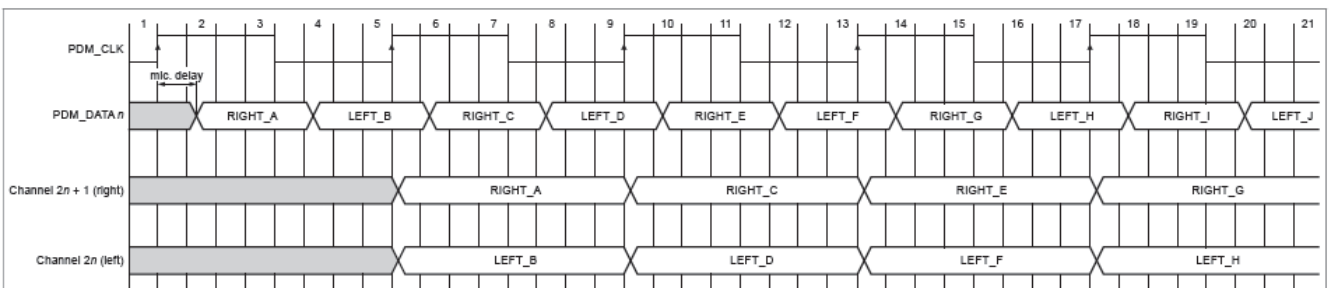 1 2 3 4 5 6 7 8 9 10 11 12 13 14 15 16 17 18 19 20 21
PDM_CLK
mic. delay
PDM_DATA n RIGHT_A LEFT_B RIGHT_C LEFT_D RIGHT_E LEFT_F RIGHT_G LEFT_H RIGHT_I LEFT_J
Channel 2n + 1 (right) RIGHT_A RIGHT_C RIGHT_E RIGHT_G
Channel 2n (left) LEFT_B LEFT_D LEFT_F LEFT_H